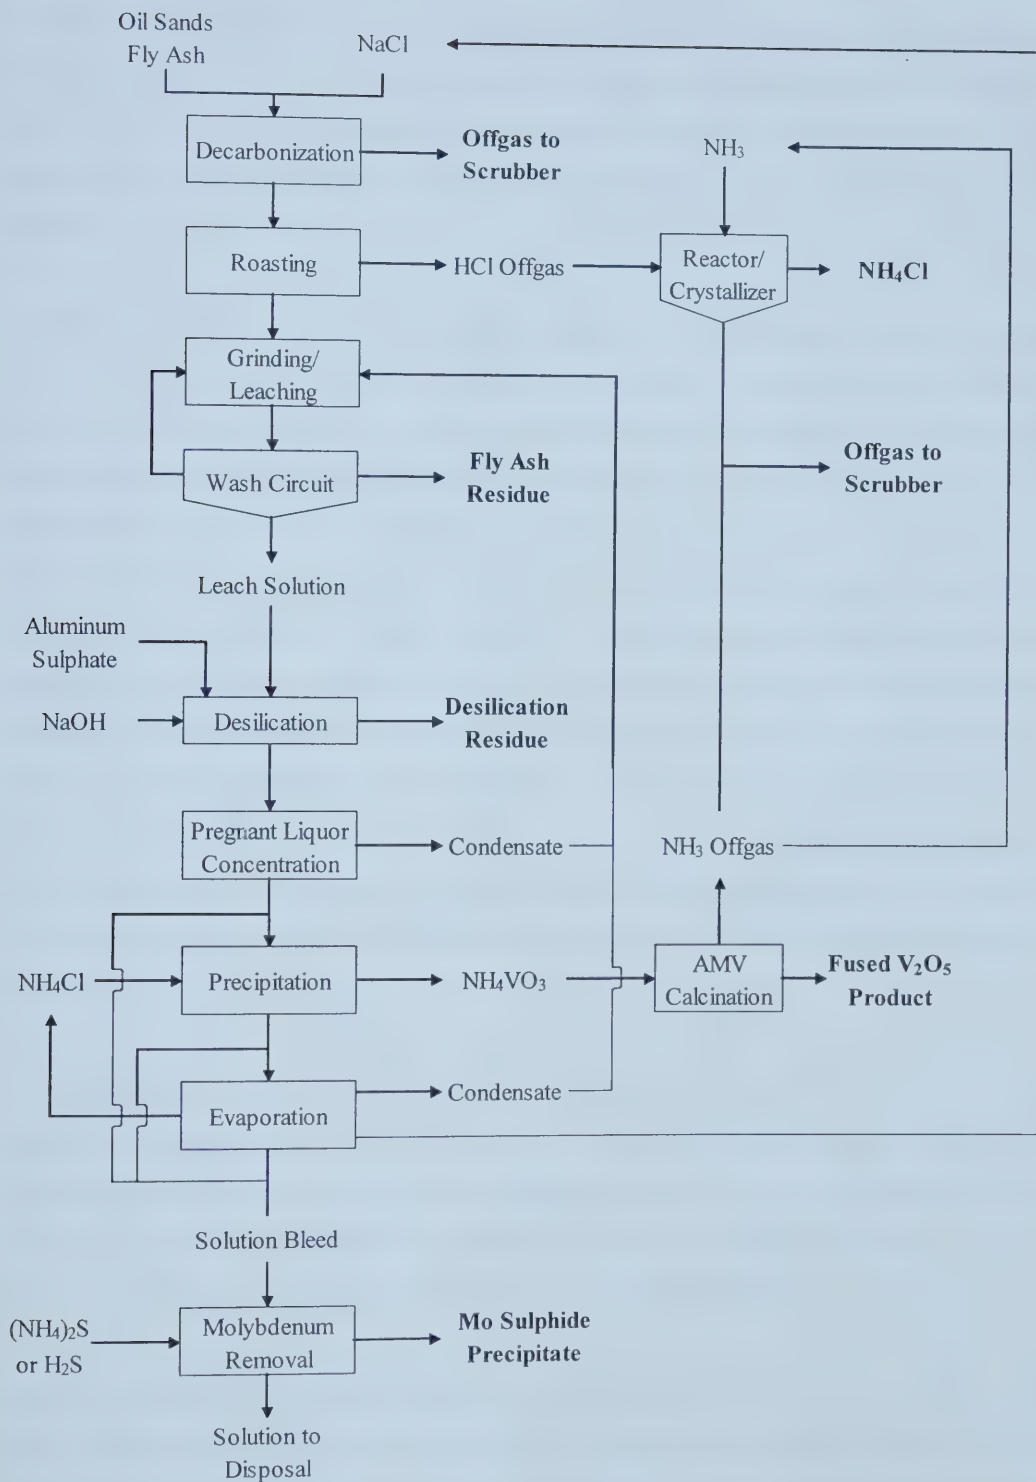 Oil Sands
Fly Ash
NaCl
Decarbonization
Offgas to
Scrubber
NH₃
Roasting
HCl Offgas
Reactor/
Crystallizer
NH₄Cl
Grinding/
Leaching
Wash Circuit
Fly Ash
Residue
Offgas to
Scrubber
Leach Solution
Aluminum
Sulphate
NaOH
Desilication
Desilication
Residue
Pregnant Liquor
Concentration
Condensate
NH₃ Offgas
NH₄Cl
Precipitation
NH₄VO₃
AMV
Calcination
Fused V₂O₅
Product
Evaporation
Condensate
Solution Bleed
(NH₄)₂S
or H₂S
Molybdenum
Removal
Mo Sulphide
Precipitate
Solution to
Disposal